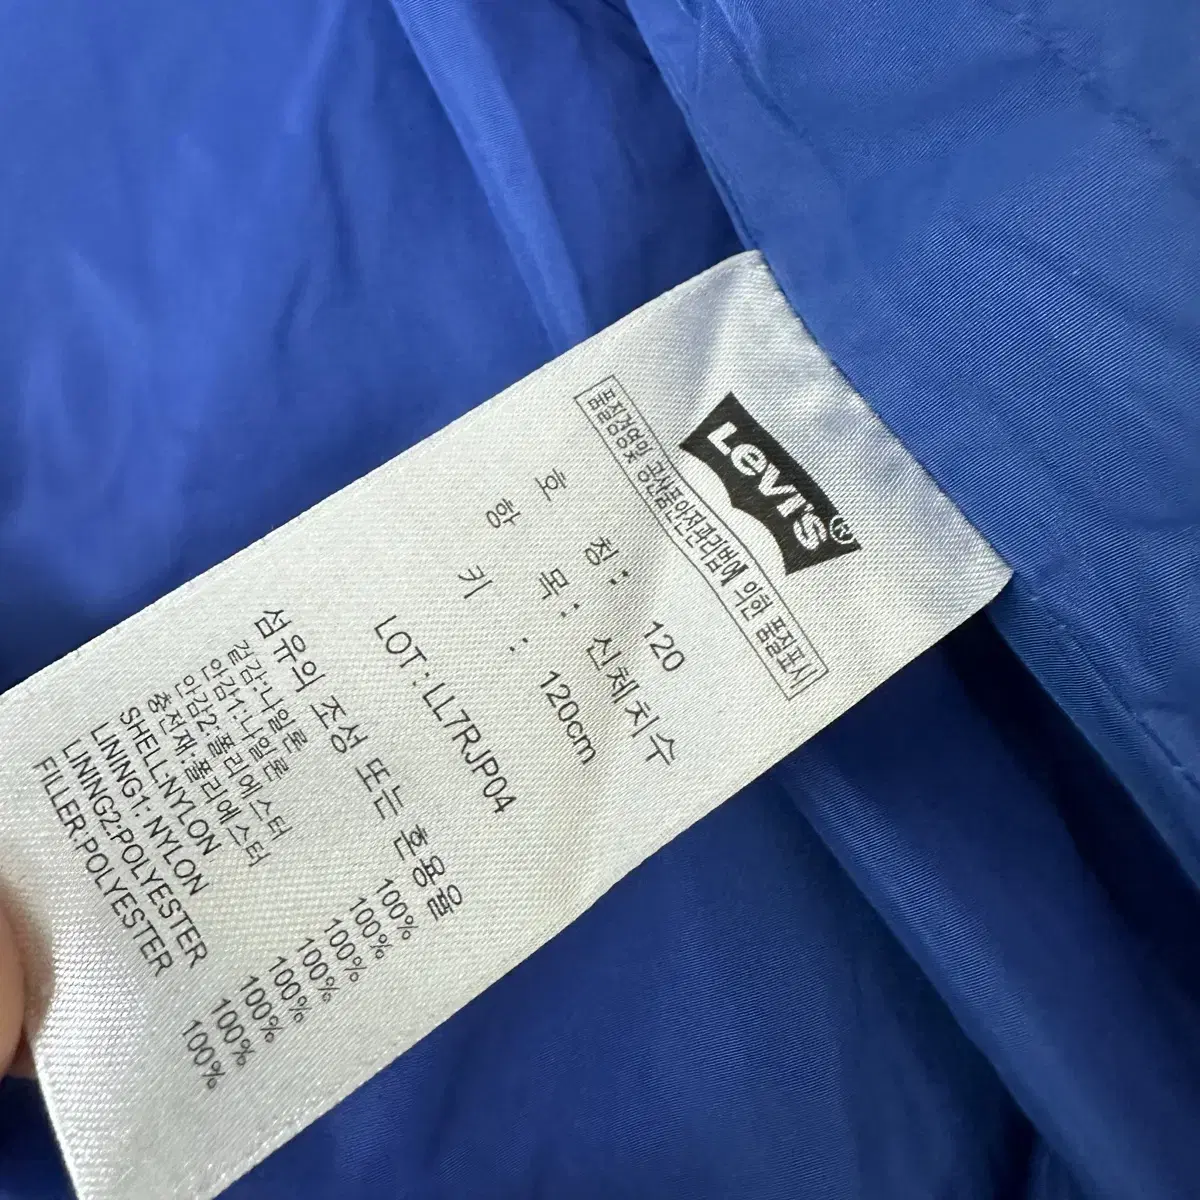 Levi's®
품질경영및 공산품안전관리법에 의한 품질표시
호 칭 : 120
항 목 : 신체치수
키 : 120cm
LOT : LL7RJP04
섬유의 조성 또는 혼용율
겉감:나일론 100%
안감1:나일론 100%
안감2:폴리에스터 100%
충전재:폴리에스터 100%
SHELL:NYLON 100%
LINING1: NYLON 100%
LINING2:POLYESTER 100%
FILLER:POLYESTER 100%